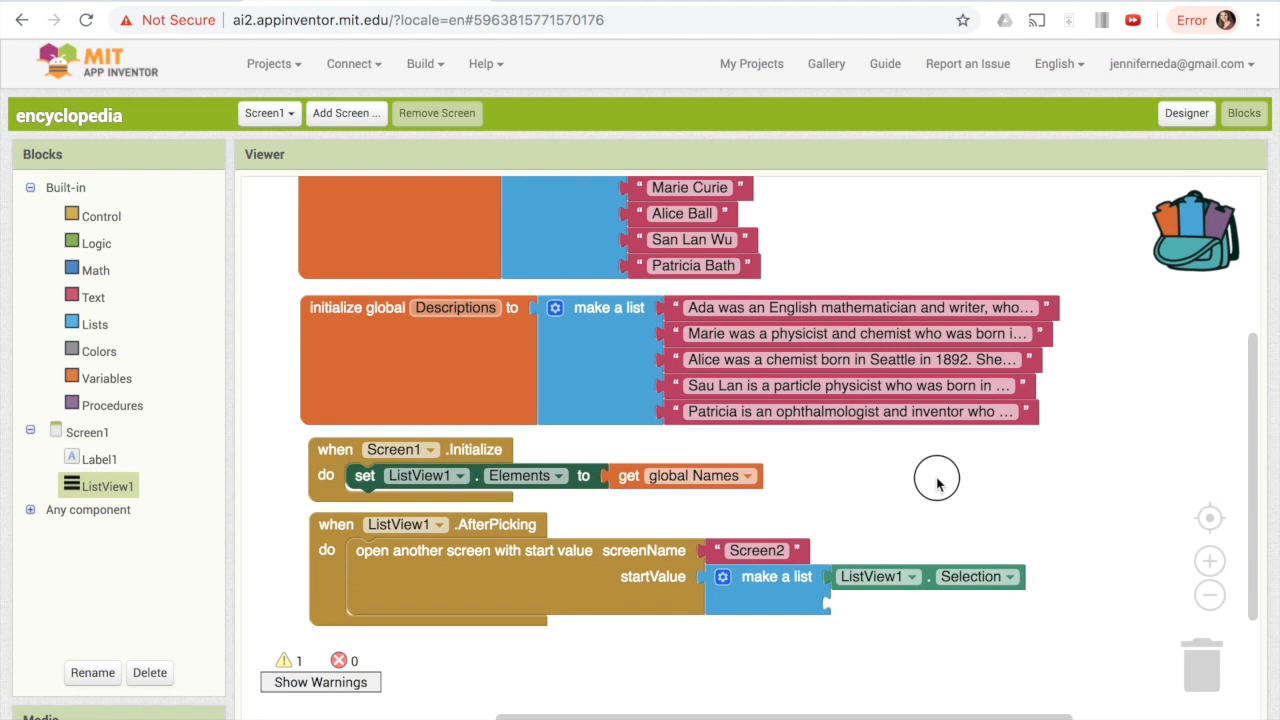 Not Secure ai2.appinventor.mit.edu/?locale=en#5963815771570176 Error
MIT
APP INVENTOR
Projects Connect Build Help My Projects Gallery Guide Report an Issue English jenniferneda@gmail.com
encyclopedia Screen1 Add Screen ... Remove Screen Designer Blocks
Blocks
Viewer
Built-in
Control
Logic
Math
Text
Lists
Colors
Variables
Procedures
Screen1
A Label1
ListView1
Any component
Rename Delete
Media
" Marie Curie "
" Alice Ball "
" San Lan Wu "
" Patricia Bath "
initialize global Descriptions to make a list " Ada was an English mathematician and writer, who... "
" Marie was a physicist and chemist who was born i... "
" Alice was a chemist born in Seattle in 1892. She... "
" Sau Lan is a particle physicist who was born in ... "
" Patricia is an ophthalmologist and inventor who ... "
when Screen1 .Initialize
do set ListView1 . Elements to get global Names
when ListView1 .AfterPicking
do open another screen with start value screenName " Screen2 "
startValue make a list ListView1 . Selection
1 0
Show Warnings